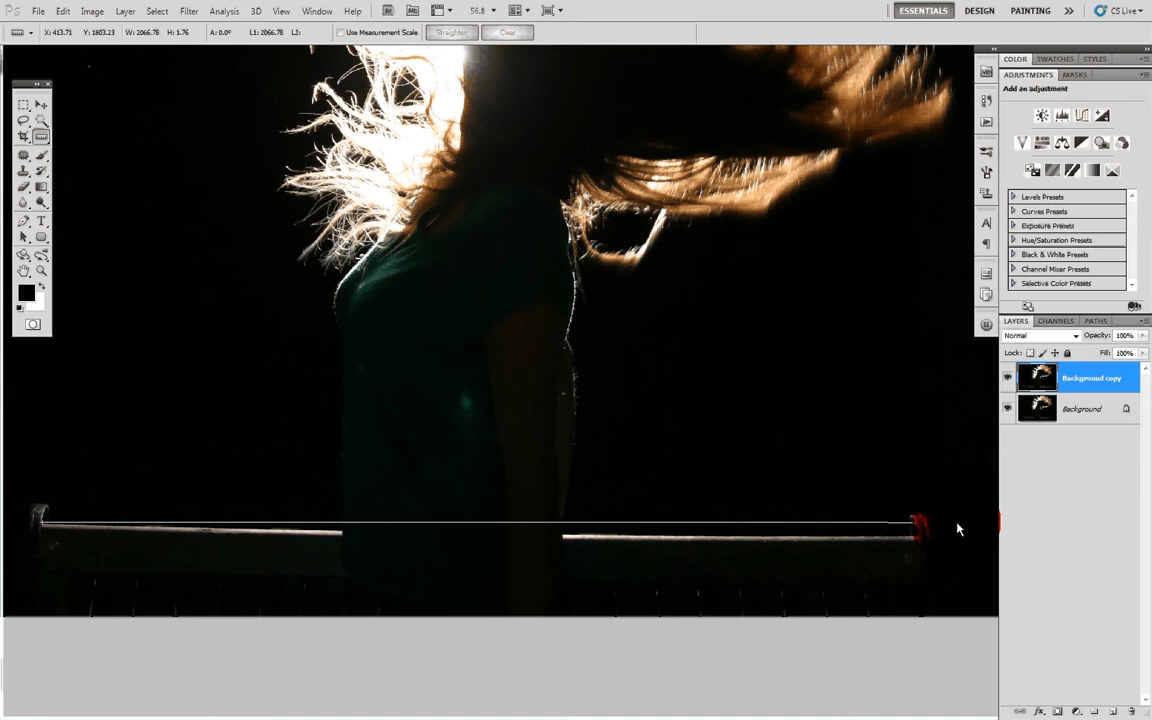 Ps File Edit Image Layer Select Filter Analysis 3D View Window Help Br Mb 56.8 ESSENTIALS DESIGN PAINTING CS Live
X: 413.71 Y: 1803.23 W: 2066.78 H: 1.76 A: 0.0° L1: 2066.78 L2: Use Measurement Scale Straighten Clear
COLOR SWATCHES STYLES
ADJUSTMENTS MASKS
Add an adjustment
Levels Presets
Curves Presets
Exposure Presets
Hue/Saturation Presets
Black & White Presets
Channel Mixer Presets
Selective Color Presets
LAYERS CHANNELS PATHS
Normal Opacity: 100%
Lock: Fill: 100%
Background copy
Background